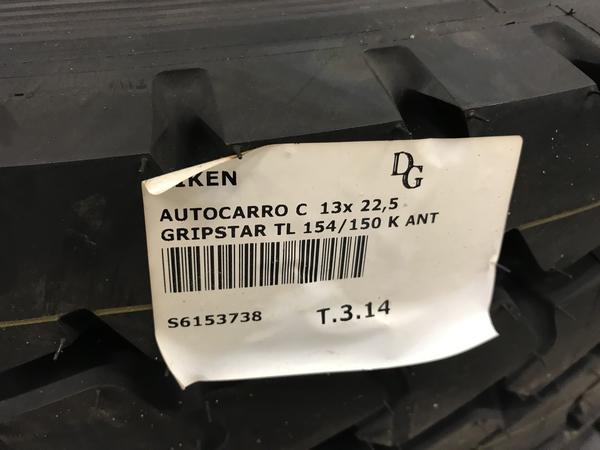 DG
AUTOCARRO C 13x 22,5
GRIPSTAR TL 154/150 K ANT
S6153738 T.3.14